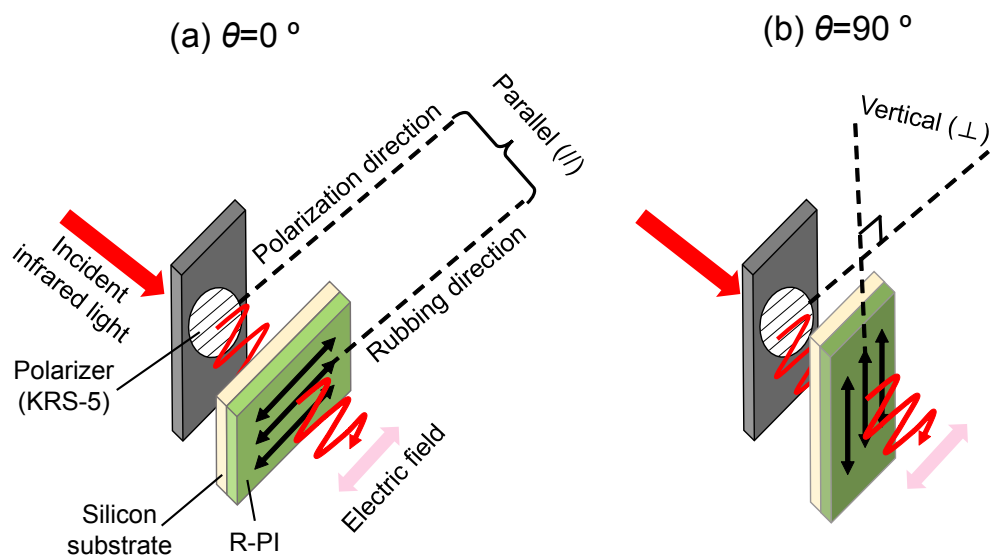 (a) θ=0 º
Parallel (//)
Polarization direction
Rubbing direction
Incident
infrared light
Polarizer
(KRS-5)
Silicon
substrate
R-PI
Electric field
(b) θ=90 º
Vertical (⊥)